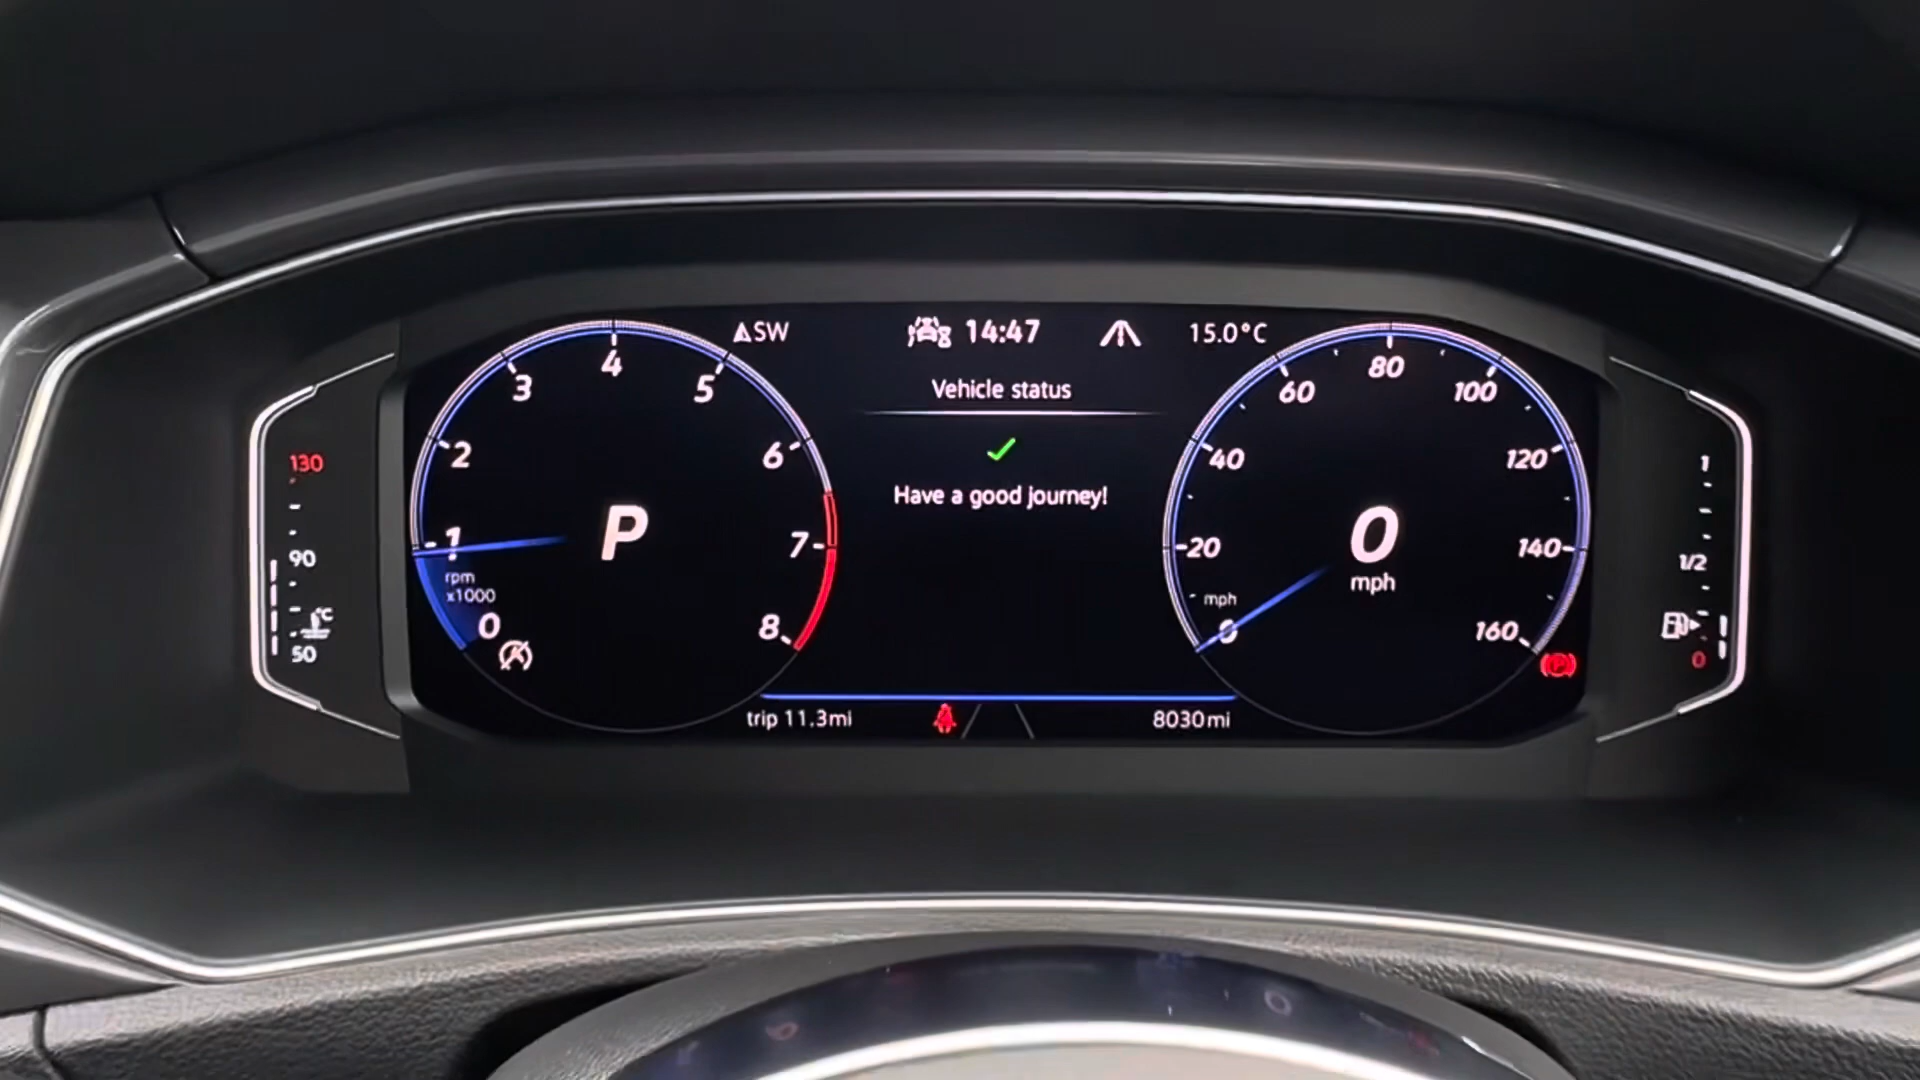 SW 14:47 15.0°C
Vehicle status
Have a good journey!
0 1 2 3 4 5 6 7 8
rpm
x1000
P
0 20 40 60 80 100 120 140 160
mph
0
mph
130
90
°C
50
1
1/2
0
(P)
trip 11.3mi 8030mi